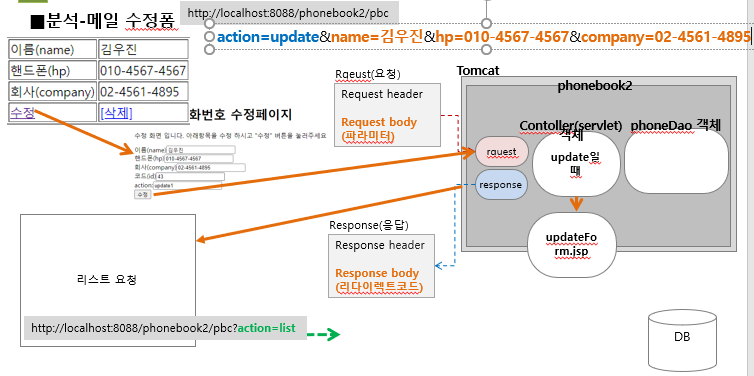 ■분석-메일 수정폼
http://localhost:8088/phonebook2/pbc
action=update&name=김우진&hp=010-4567-4567&company=02-4561-4895
이름(name) 김우진
핸드폰(hp) 010-4567-4567
회사(company) 02-4561-4895
수정 [삭제]
화번호 수정페이지
수정 화면 입니다. 아래항목을 수정 하시고 "수정" 버튼을 눌러주세요
이름(name) 김우진
핸드폰(hp) 010-4567-4567
회사(company) 02-4561-4895
코드(id) 43
action update1
수정
Rqeust(요청)
Request header
Request body
(파라미터)
Tomcat
phonebook2
Contoller(servlet)
객체
phoneDao 객체
rquest
response
update일
때
updateFo
rm.jsp
Response(응답)
Response header
Response body
(리다이렉트코드)
리스트 요청
http://localhost:8088/phonebook2/pbc?action=list
DB